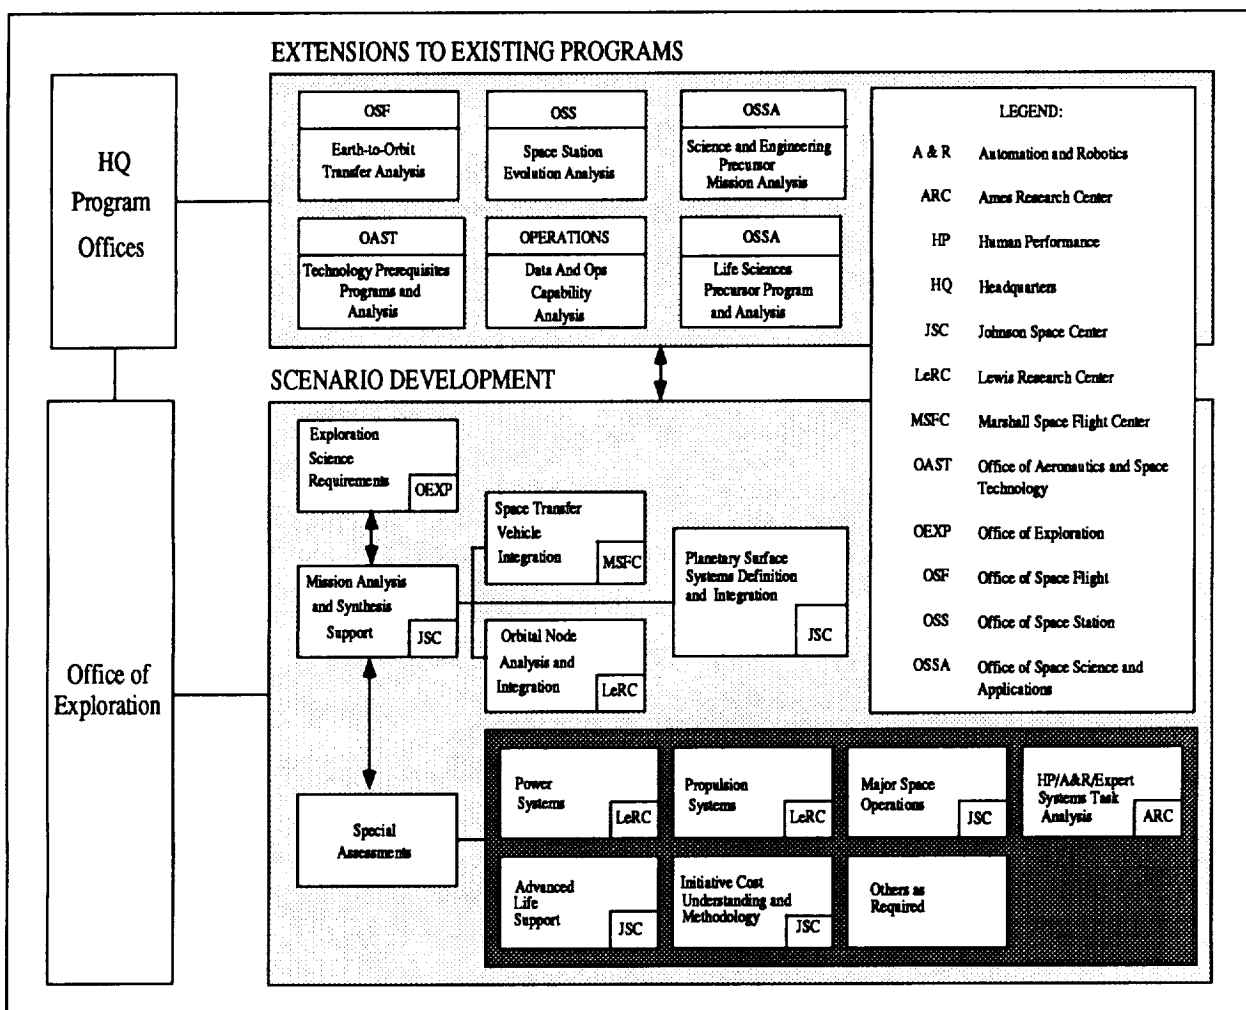 EXTENSIONS TO EXISTING PROGRAMS
HQ
Program
Offices
OSF
Earth-to-Orbit
Transfer Analysis
OSS
Space Station
Evolution Analysis
OSSA
Science and Engineering
Precursor
Mission Analysis
OAST
Technology Prerequisites
Programs and
Analysis
OPERATIONS
Data And Ops
Capability
Analysis
OSSA
Life Sciences
Precursor Program
and Analysis
LEGEND:
A & R Automation and Robotics
ARC Ames Research Center
HP Human Performance
HQ Headquarters
JSC Johnson Space Center
LeRC Lewis Research Center
MSFC Marshall Space Flight Center
OAST Office of Aeronautics and Space
Technology
OEXP Office of Exploration
OSF Office of Space Flight
OSS Office of Space Station
OSSA Office of Space Science and
Applications
SCENARIO DEVELOPMENT
Office of
Exploration
Exploration
Science
Requirements
OEXP
Mission Analysis
and Synthesis
Support
JSC
Space Transfer
Vehicle
Integration
MSFC
Orbital Node
Analysis and
Integration
LeRC
Planetary Surface
Systems Definition
and Integration
JSC
Special
Assessments
Power
Systems
LeRC
Propulsion
Systems
LeRC
Major Space
Operations
JSC
HP/A&R/Expert
Systems Task
Analysis
ARC
Advanced
Life
Support
JSC
Initiative Cost
Understanding and
Methodology
JSC
Others as
Required